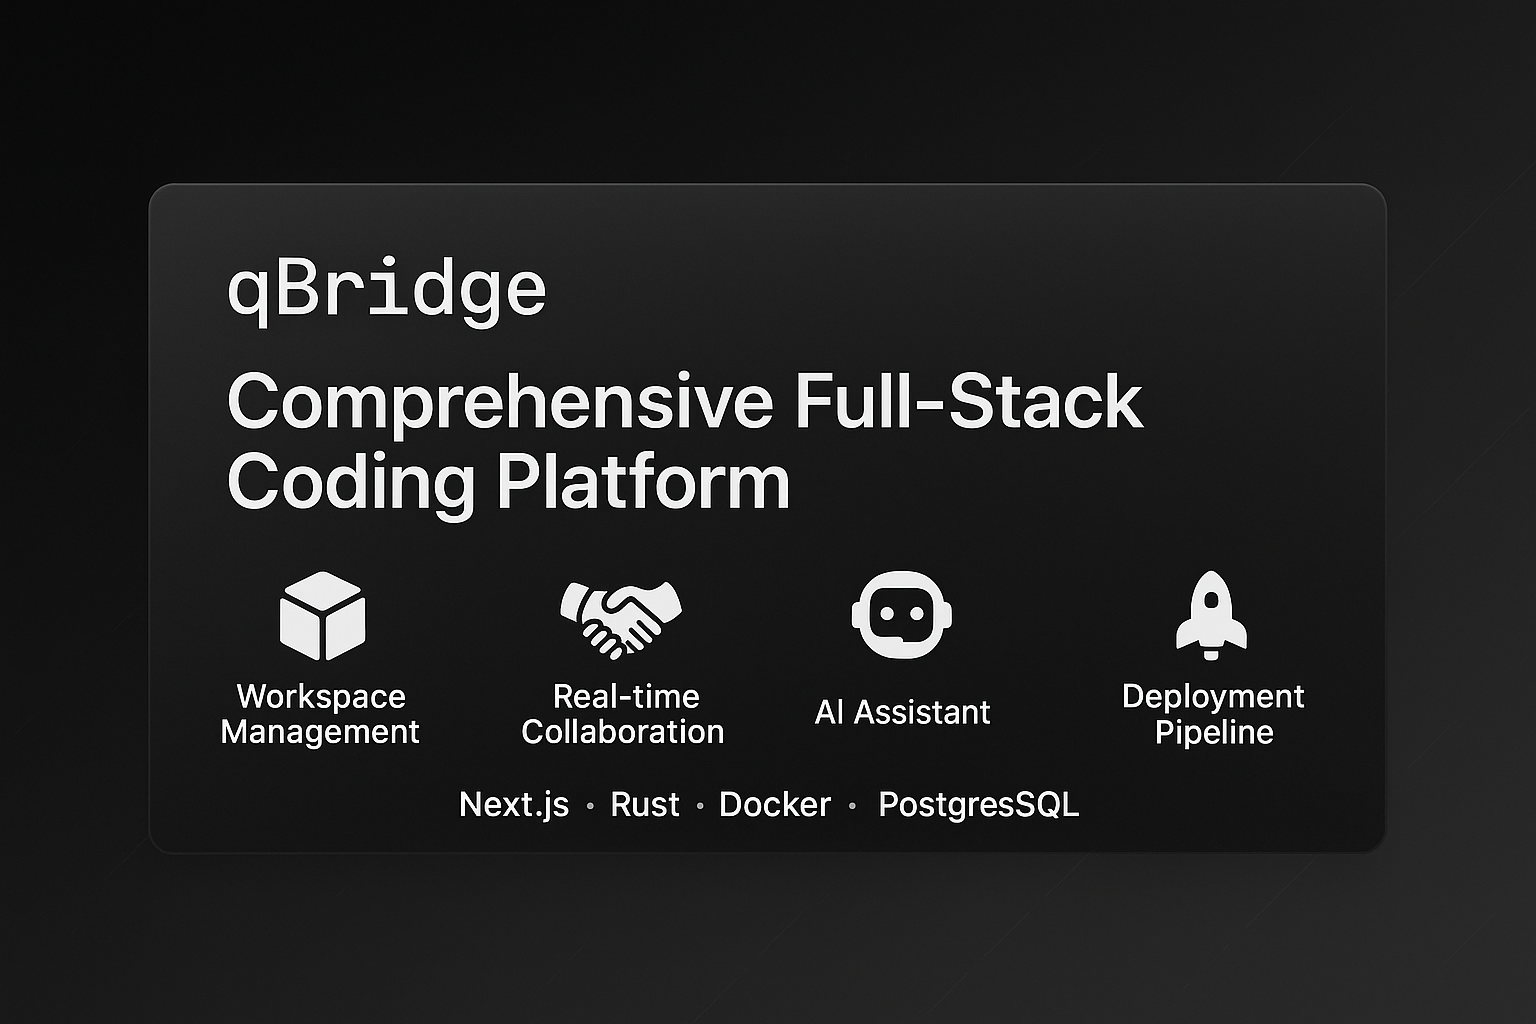 qBridge
Comprehensive Full-Stack
Coding Platform
Workspace
Management
Real-time
Collaboration
AI Assistant
Deployment
Pipeline
Next.js • Rust • Docker • PostgresSQL